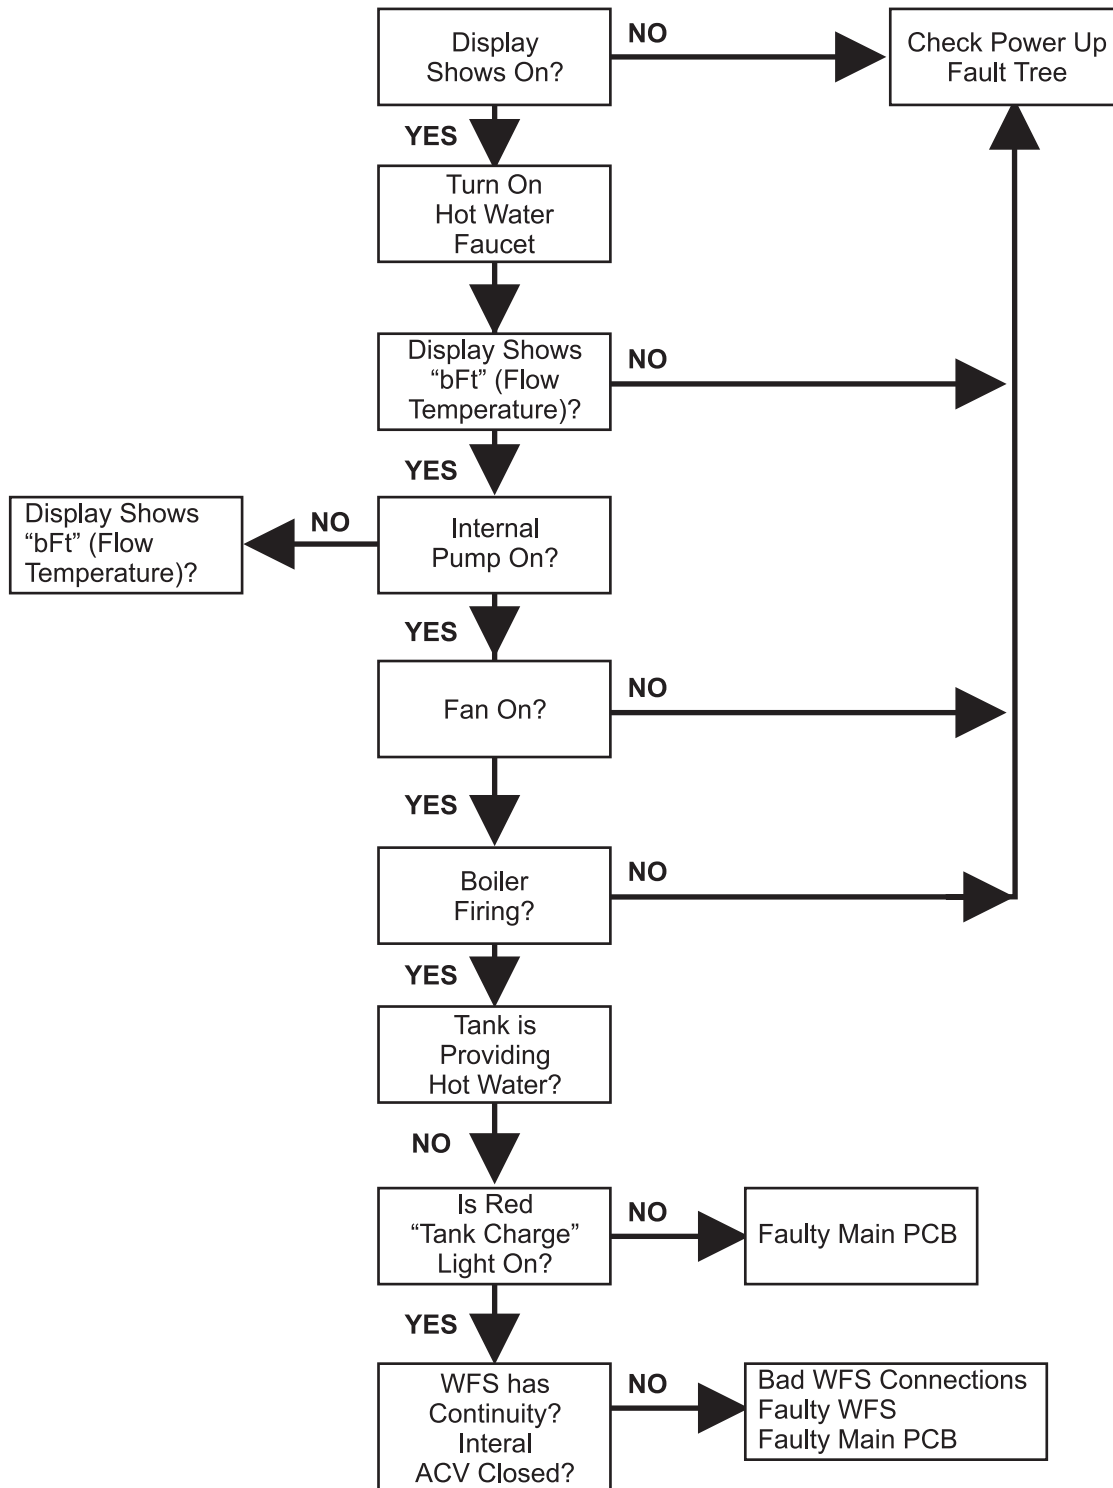 Display
Shows On?
NO
Check Power Up
Fault Tree
YES
Turn On
Hot Water
Faucet
Display Shows
“bFt” (Flow
Temperature)?
NO
YES
Display Shows
“bFt” (Flow
Temperature)?
NO
Internal
Pump On?
YES
Fan On?
NO
YES
Boiler
Firing?
NO
YES
Tank is
Providing
Hot Water?
NO
Is Red
“Tank Charge”
Light On?
NO
Faulty Main PCB
YES
WFS has
Continuity?
Interal
ACV Closed?
NO
Bad WFS Connections
Faulty WFS
Faulty Main PCB